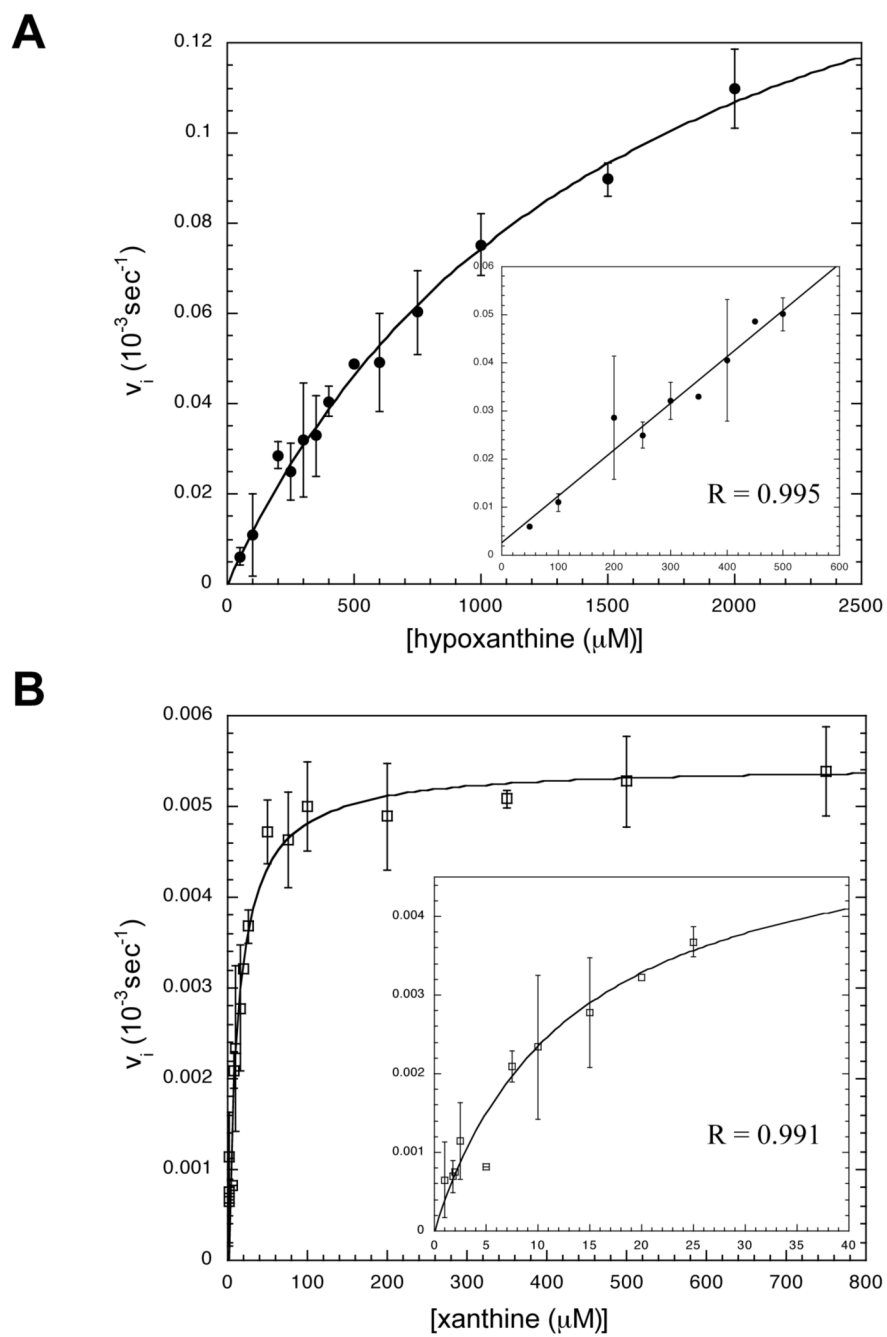 A
0.12
0.1
0.08
0.06
0.04
0.02
0
v_i (10^-3 sec^-1)
0.06
0.05
0.04
0.03
0.02
0.01
0
R = 0.995
0 100 200 300 400 500 600
0 500 1000 1500 2000 2500
[hypoxanthine (μM)]
B
0.006
0.005
0.004
0.003
0.002
0.001
0
v_i (10^-3 sec^-1)
0.004
0.003
0.002
0.001
0
R = 0.991
0 5 10 15 20 25 30 35 40
0 100 200 300 400 500 600 700 800
[xanthine (μM)]